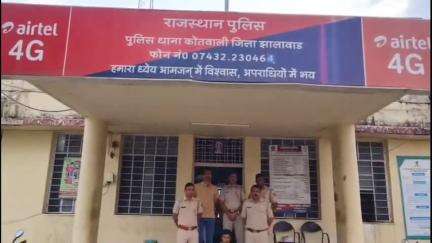 airtel
4G
राजस्थान पुलिस
पुलिस थाना कोतवाली जिला झालावाड
फोन नं0 07432.230464
हमारा ध्येय आमजन में विश्वास, अपराधियों में भय
airtel
4G